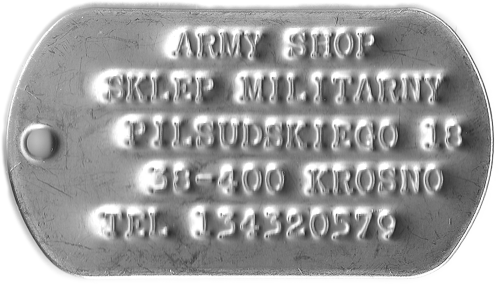 ARMY SHOP
SKLEP MILITARNY
PILSUDSKIEGO 18
38-400 KROSNO
TEL 134320579